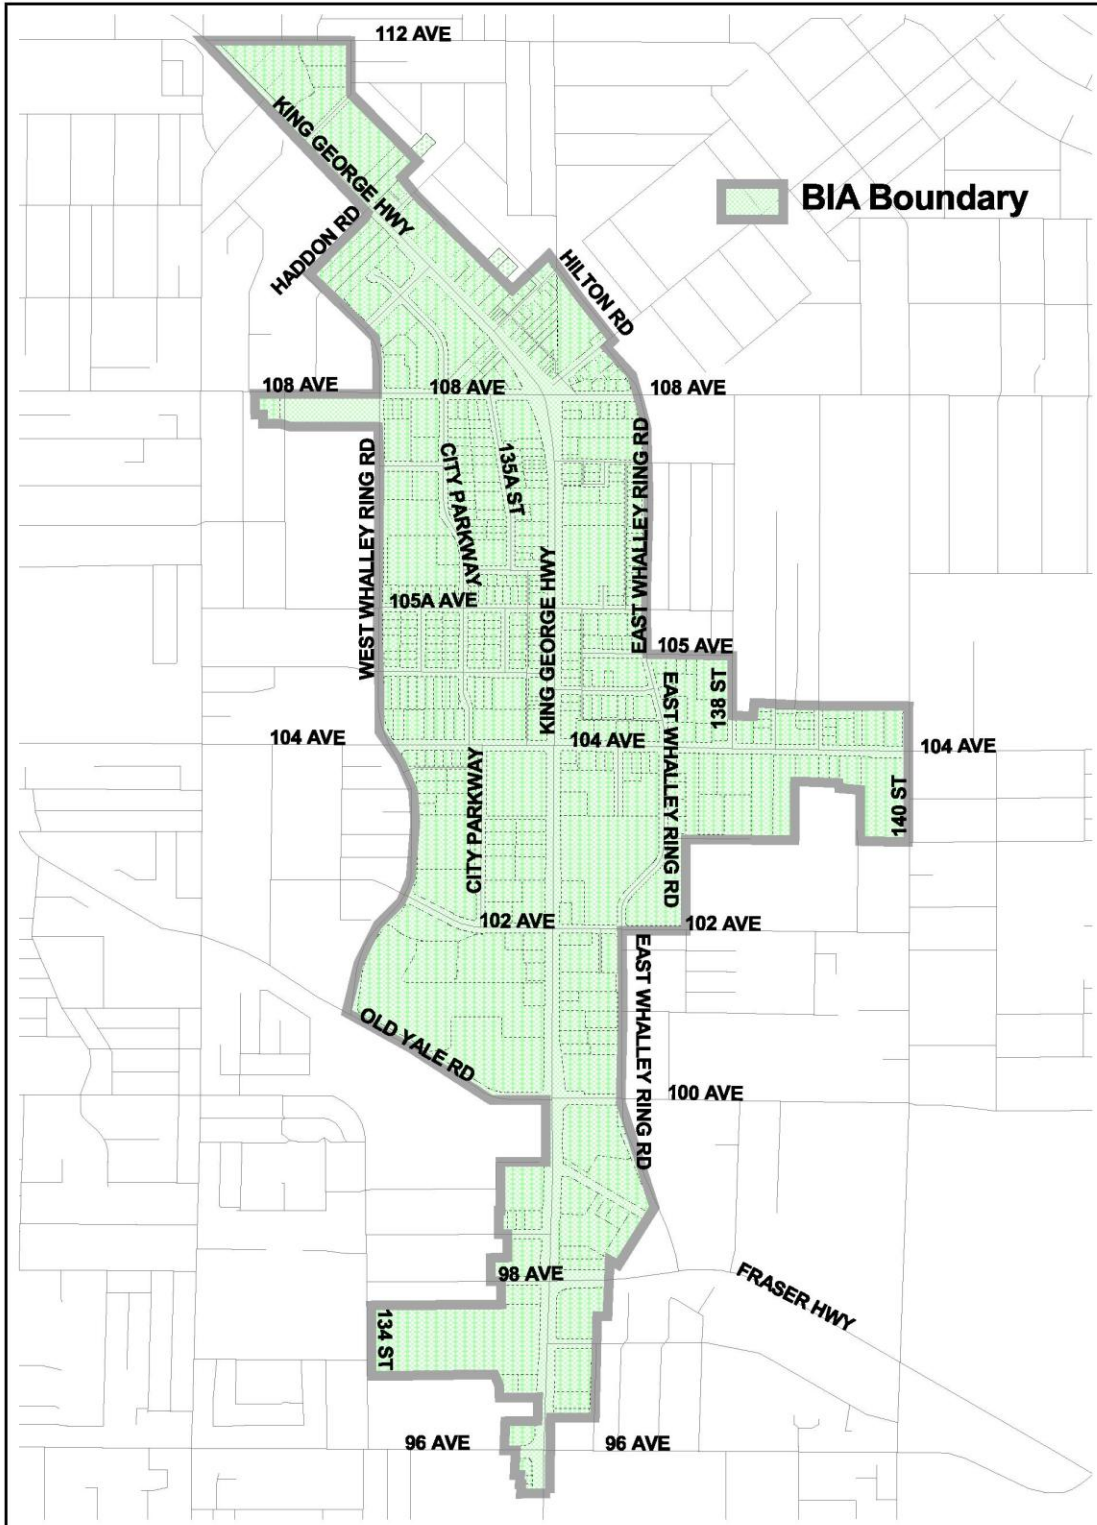 112 AVE
KING GEORGE HWY
BIA Boundary
HADDON RD
HILTON RD
108 AVE
108 AVE
108 AVE
WEST WHALLEY RING RD
CITY PARKWAY
135A ST
EAST WHALLEY RING RD
KING GEORGE HWY
105A AVE
105 AVE
138 ST
EAST WHALLEY RING RD
104 AVE
104 AVE
104 AVE
CITY PARKWAY
140 ST
102 AVE
102 AVE
EAST WHALLEY RING RD
OLD YALE RD
100 AVE
98 AVE
FRASER HWY
134 ST
96 AVE
96 AVE